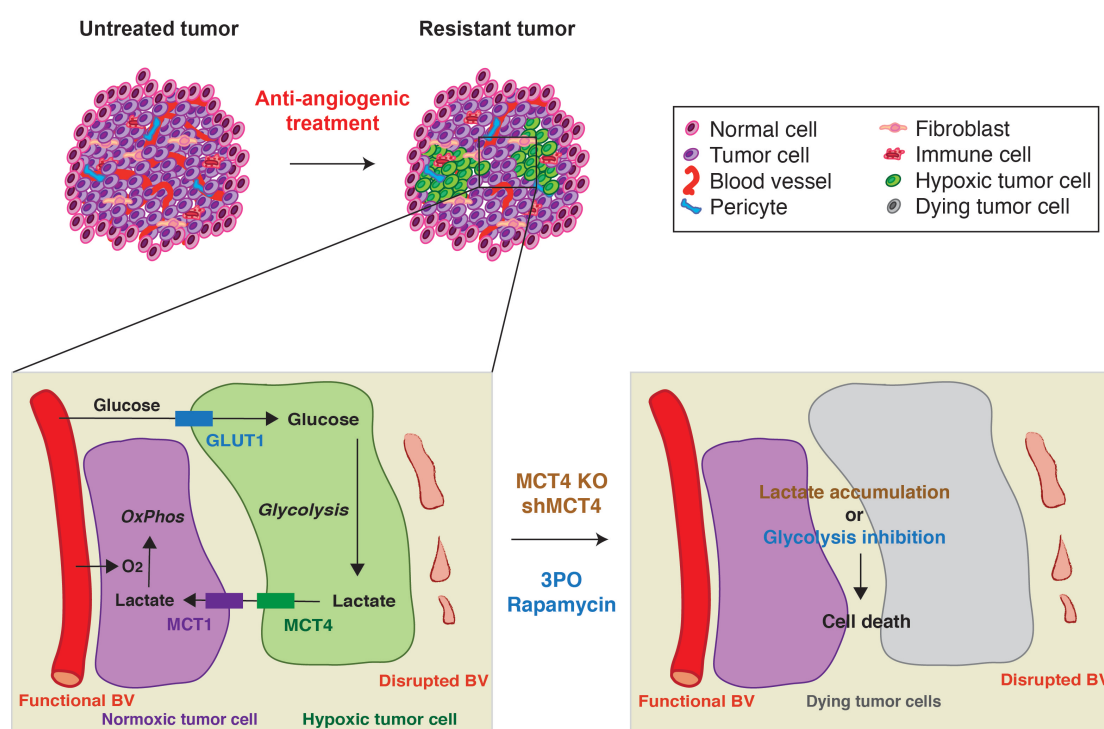 Untreated tumor
Resistant tumor
Anti-angiogenic
treatment
Normal cell
Tumor cell
Blood vessel
Pericyte
Fibroblast
Immune cell
Hypoxic tumor cell
Dying tumor cell
Glucose
Glucose
GLUT1
Glycolysis
OxPhos
O2
Lactate
Lactate
MCT1
MCT4
Functional BV
Disrupted BV
Normoxic tumor cell
Hypoxic tumor cell
MCT4 KO
shMCT4
3PO
Rapamycin
Lactate accumulation
or
Glycolysis inhibition
Cell death
Functional BV
Disrupted BV
Dying tumor cells